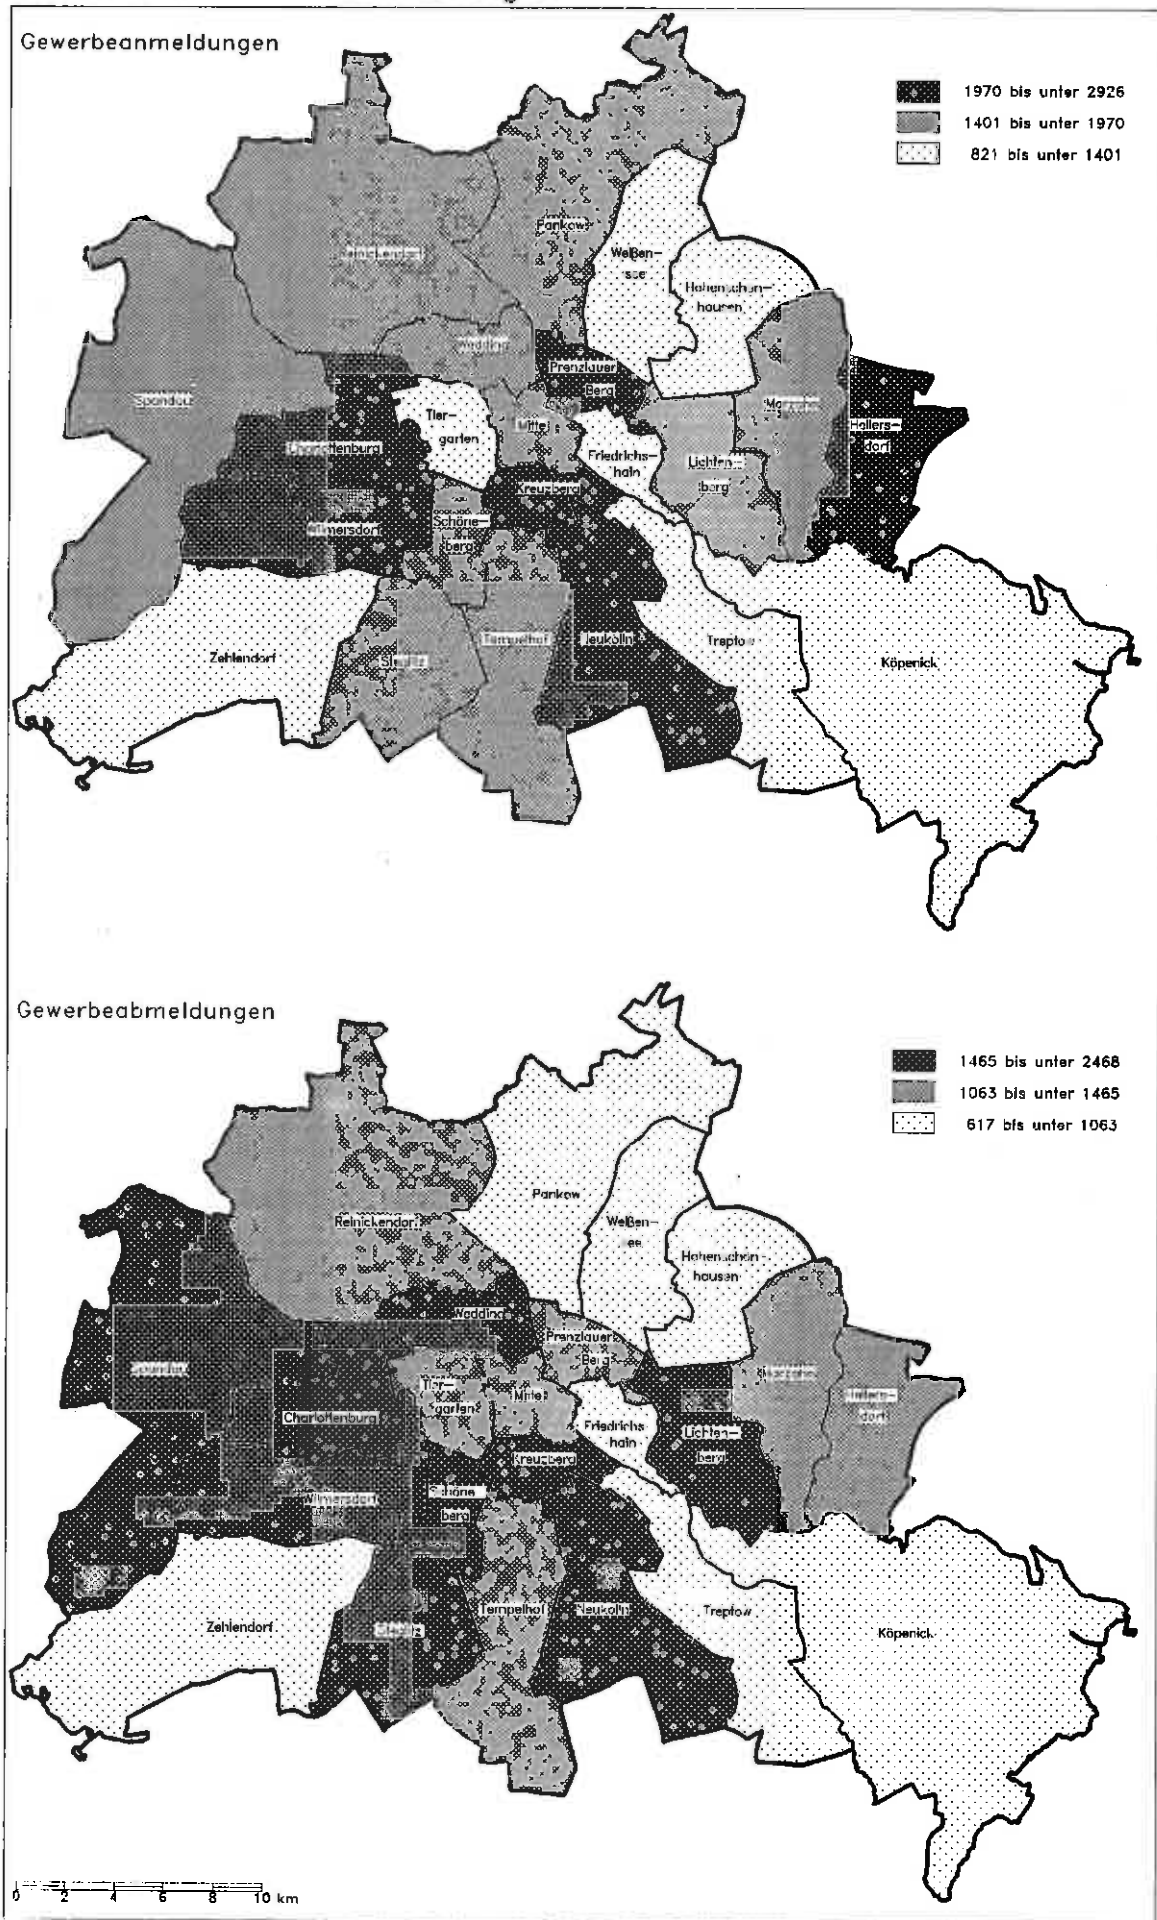 Gewerbeanmeldungen
1970 bis unter 2926
1401 bis unter 1970
821 bis unter 1401
Pankow
Weißen-
see
Hohenschön-
hausen
Wedding
Prenzlauer
Berg
Spandau
Tier-
garten
Mitte
Hellers-
dorf
Charlottenburg
Friedrichs-
hain
Lichten-
berg
Kreuzberg
Schöne-
berg
Zehlendorf
Tempelhof
Treptow
Köpenick
Gewerbeabmeldungen
1465 bis unter 2468
1063 bis unter 1465
617 bis unter 1063
Pankow
Weißen-
Reinickendorf
Hohenschön-
hausen
Wedding
Prenzlauer
Berg
Tier-
garten
Mitte
Charlottenburg
Friedrichs-
hain
Lichten-
berg
Kreuzberg
Wilmersdorf
Schöne-
berg
Zehlendorf
Tempelhof
Neukölln
Treptow
Köpenick
0 2 4 6 8 10 km